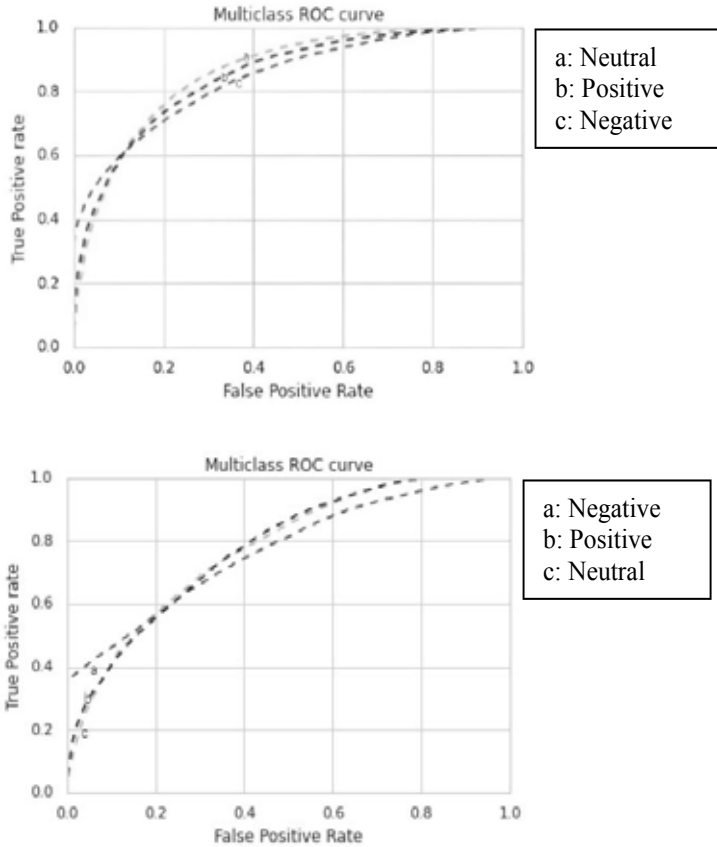 Multiclass ROC curve
1.0
0.8
0.6
0.4
0.2
0.0
True Positive rate
a
b
c
0.0 0.2 0.4 0.6 0.8 1.0
False Positive Rate
a: Neutral
b: Positive
c: Negative
Multiclass ROC curve
1.0
0.8
0.6
0.4
0.2
0.0
True Positive rate
a
b
c
0.0 0.2 0.4 0.6 0.8 1.0
False Positive Rate
a: Negative
b: Positive
c: Neutral